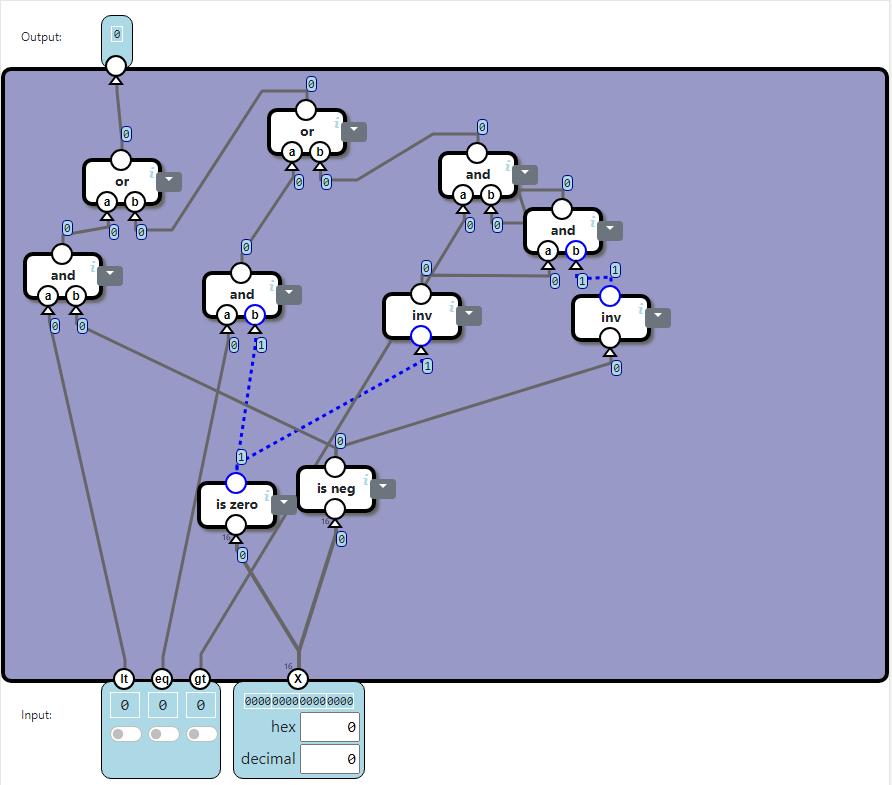 Output:
0
0
0
or
i
a b
0
0
0
or
i
a b
0
0
0
and
i
a b
0
0
0
and
i
a b
0
1
1
0
and
i
a b
0
0
0
and
i
a b
0
1
0
inv
i
1
inv
i
0
1
is zero
i
16
0
0
is neg
i
16
0
16
lt eq gt X
Input:
0 0 0
0000000000000000
hex 0
decimal 0